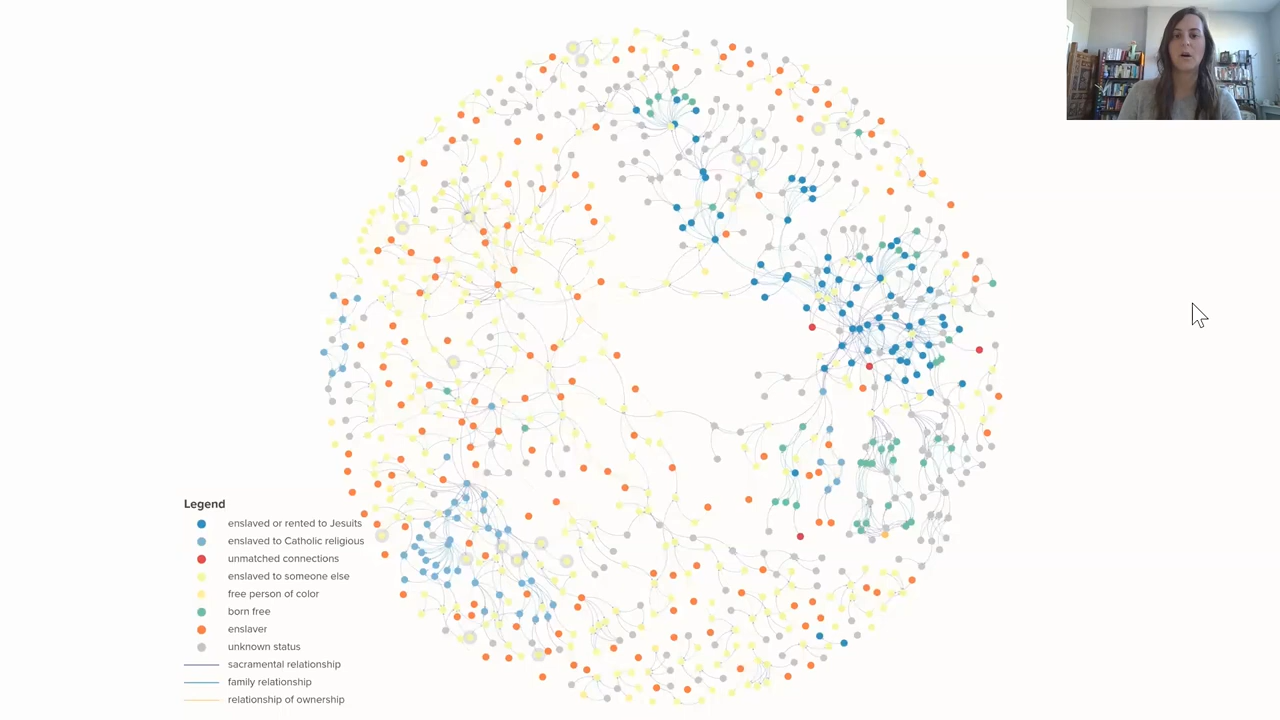 Legend
enslaved or rented to Jesuits
enslaved to Catholic religious
unmatched connections
enslaved to someone else
free person of color
born free
enslaver
unknown status
sacramental relationship
family relationship
relationship of ownership